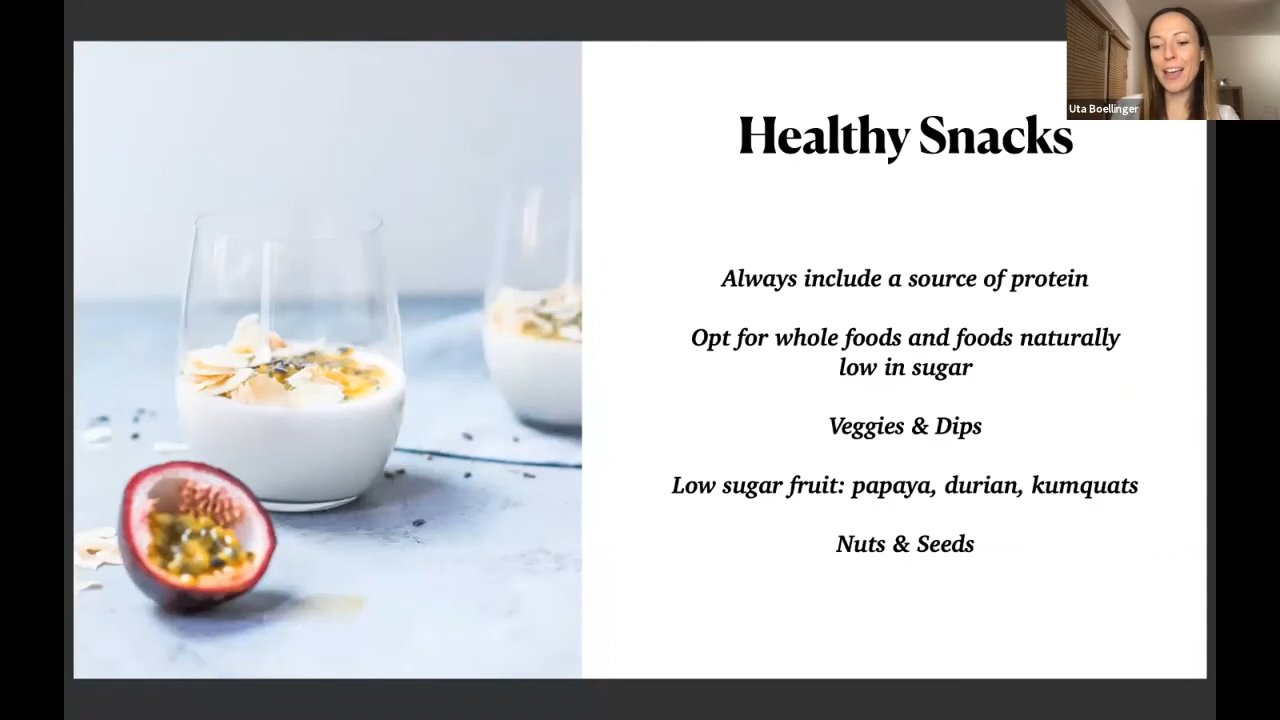 Uta Boellinger
Healthy Snacks
Always include a source of protein
Opt for whole foods and foods naturally
low in sugar
Veggies & Dips
Low sugar fruit: papaya, durian, kumquats
Nuts & Seeds